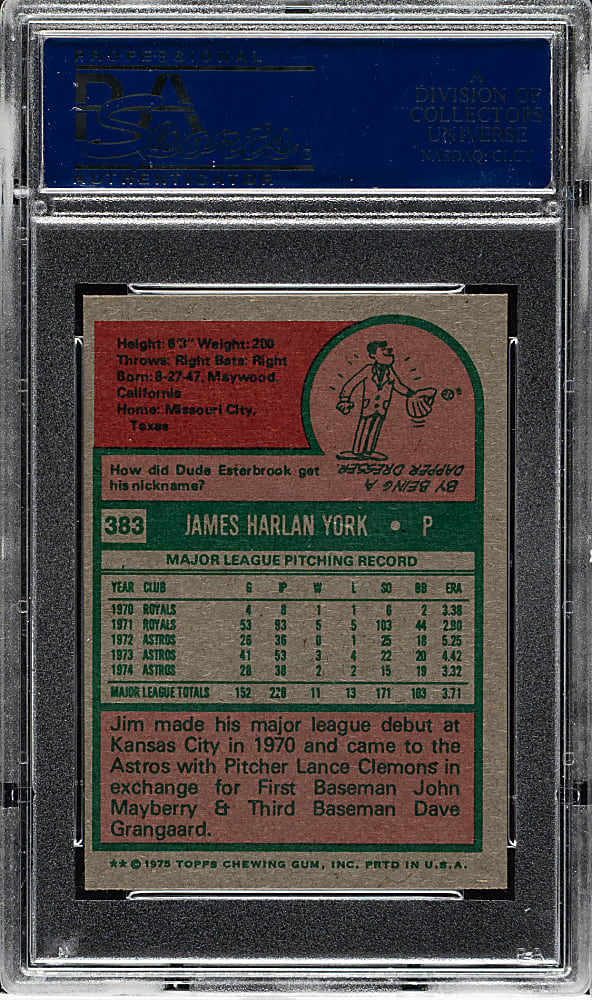 PROFESSIONAL
PSA
Sports
AUTHENTICATOR
A
DIVISION OF
COLLECTORS
UNIVERSE
NASDAQ: CLCT
Height: 6'3" Weight: 200
Throws: Right Bats: Right
Born: 8-27-47, Maywood,
California
Home: Missouri City,
Texas
How did Dude Esterbrook get
his nickname?
BY BEING A
DAPPER DRESSER
383 JAMES HARLAN YORK • P
MAJOR LEAGUE PITCHING RECORD
YEAR CLUB G IP W L SO BB ERA
1970 ROYALS 4 8 1 1 6 2 3.38
1971 ROYALS 53 93 5 5 103 44 2.90
1972 ASTROS 26 36 0 1 25 18 5.25
1973 ASTROS 41 53 3 4 22 20 4.42
1974 ASTROS 28 38 2 2 15 19 3.32
MAJOR LEAGUE TOTALS 152 228 11 13 171 103 3.71
Jim made his major league debut at
Kansas City in 1970 and came to the
Astros with Pitcher Lance Clemons in
exchange for First Baseman John
Mayberry & Third Baseman Dave
Grangaard.
** © 1975 TOPPS CHEWING GUM, INC. PRTD IN U.S.A.